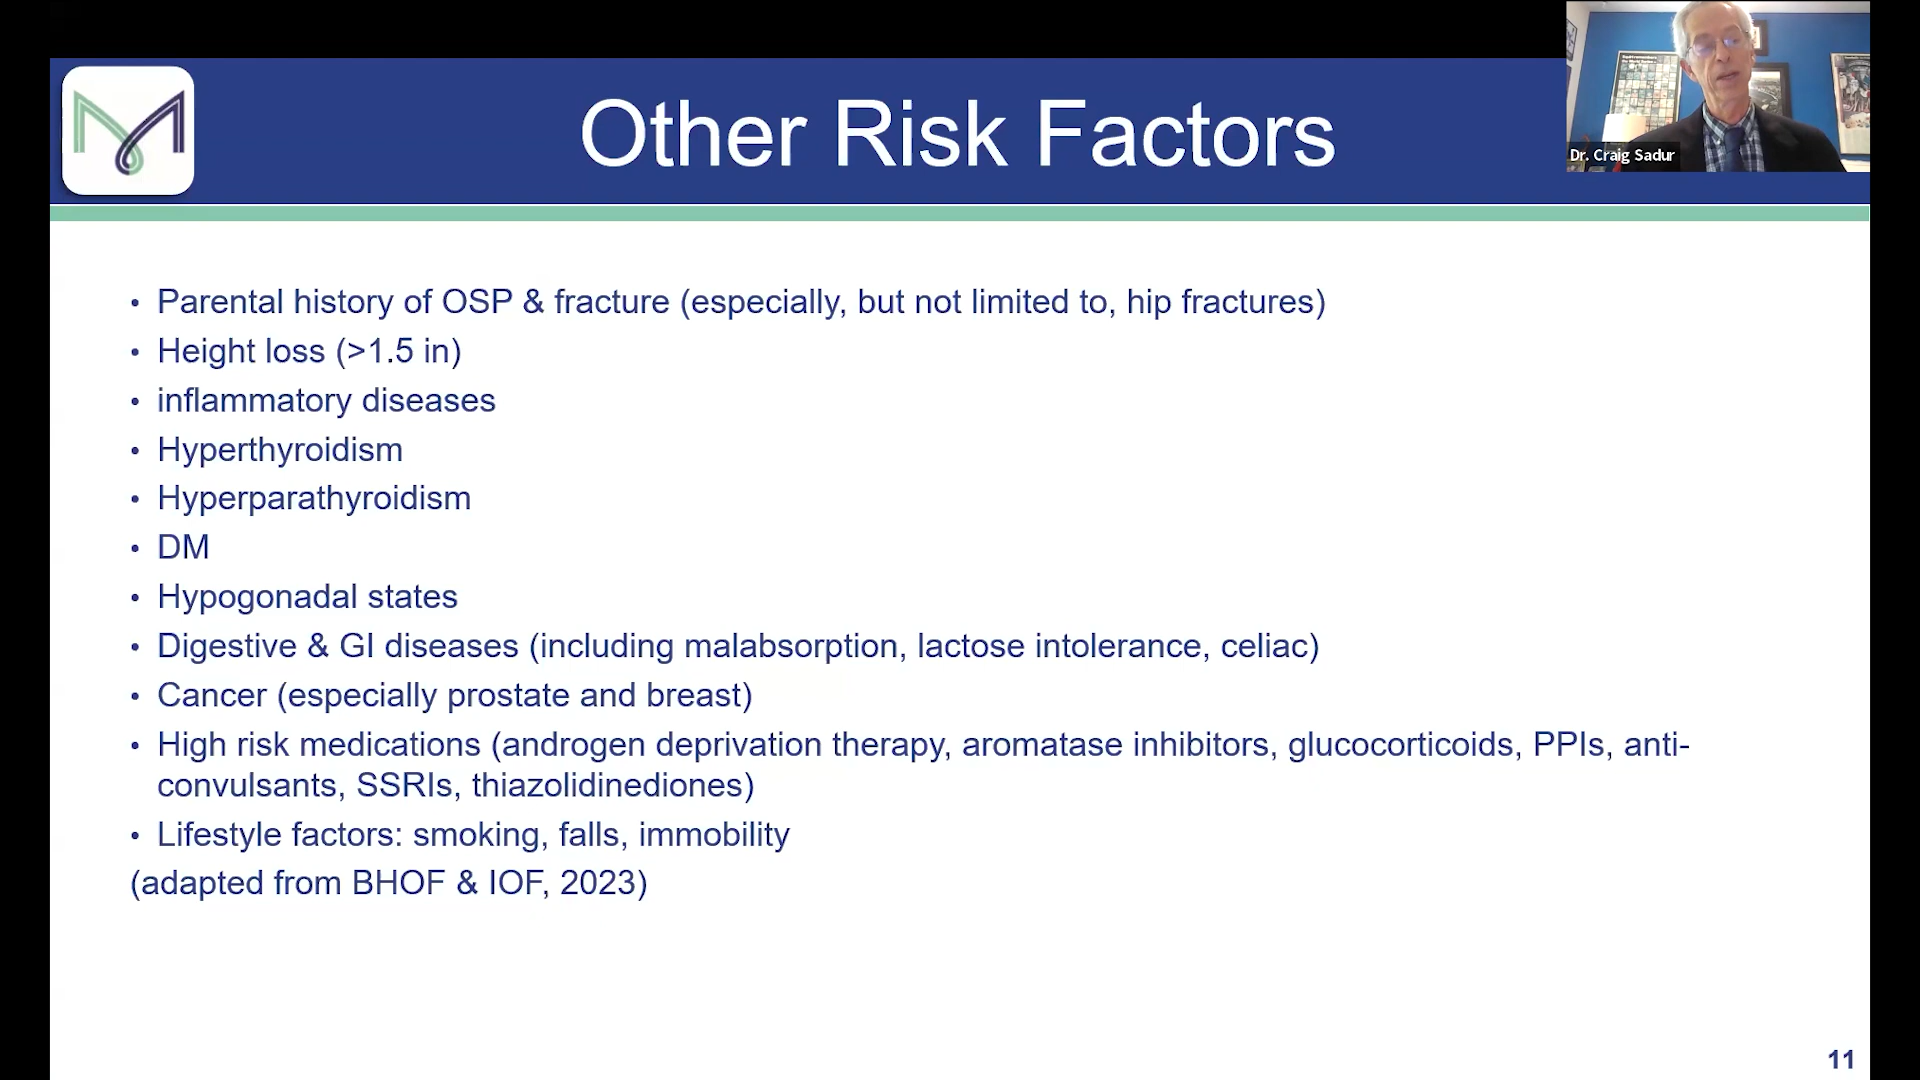 Other Risk Factors
Dr. Craig Sadur
• Parental history of OSP & fracture (especially, but not limited to, hip fractures)
• Height loss (>1.5 in)
• inflammatory diseases
• Hyperthyroidism
• Hyperparathyroidism
• DM
• Hypogonadal states
• Digestive & GI diseases (including malabsorption, lactose intolerance, celiac)
• Cancer (especially prostate and breast)
• High risk medications (androgen deprivation therapy, aromatase inhibitors, glucocorticoids, PPIs, anti-
convulsants, SSRIs, thiazolidinediones)
• Lifestyle factors: smoking, falls, immobility
(adapted from BHOF & IOF, 2023)
11